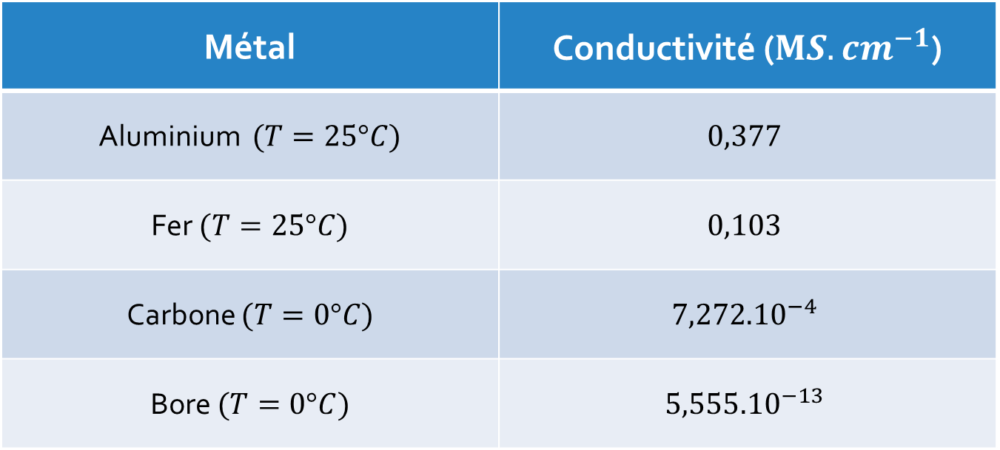 Métal Conductivité (MS.cm⁻¹)
Aluminium (T = 25°C) 0,377
Fer (T = 25°C) 0,103
Carbone (T = 0°C) 7,272.10⁻⁴
Bore (T = 0°C) 5,555.10⁻¹³